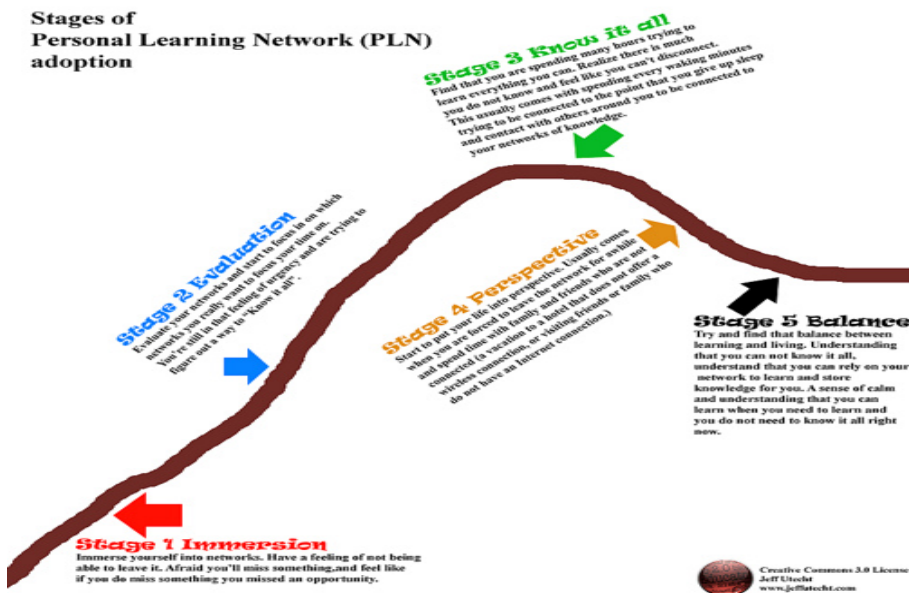 Stages of
Personal Learning Network (PLN)
adoption
Stage 1 Immersion
Immerse yourself into networks. Have a feeling of not being
able to leave it. Afraid you'll miss something,and feel like
if you do miss something you missed an opportunity.
Stage 2 Evaluation
Evaluate your networks and start to focus in on which
networks you really want to focus your time on.
You're still in that feeling of urgency and are trying to
figure out a way to "Know it all".
Stage 3 Know it all
Find that you are spending many hours trying to
learn everything you can. Realize there is much
you do not know and feel like you can't disconnect.
This usually comes with spending every waking minutes
trying to be connected to the point that you give up sleep
and contact with others around you to be connected to
your networks of knowledge.
Stage 4 Perspective
Start to put your life into perspective. Usually comes
when you are forced to leave the network for awhile
and spend time with family and friends who are not
connected (a vacation to a hotel that does not offer a
wireless connection, or visiting friends or family who
do not have an Internet connection.)
Stage 5 Balance
Try and find that balance between
learning and living. Understanding
that you can not know it all,
understand that you can rely on your
network to learn and store
knowledge for you. A sense of calm
and understanding that you can
learn when you need to learn and
you do not need to know it all right
now.
Creative Commons 3.0 License
Jeff Utecht
www.jeffutecht.com